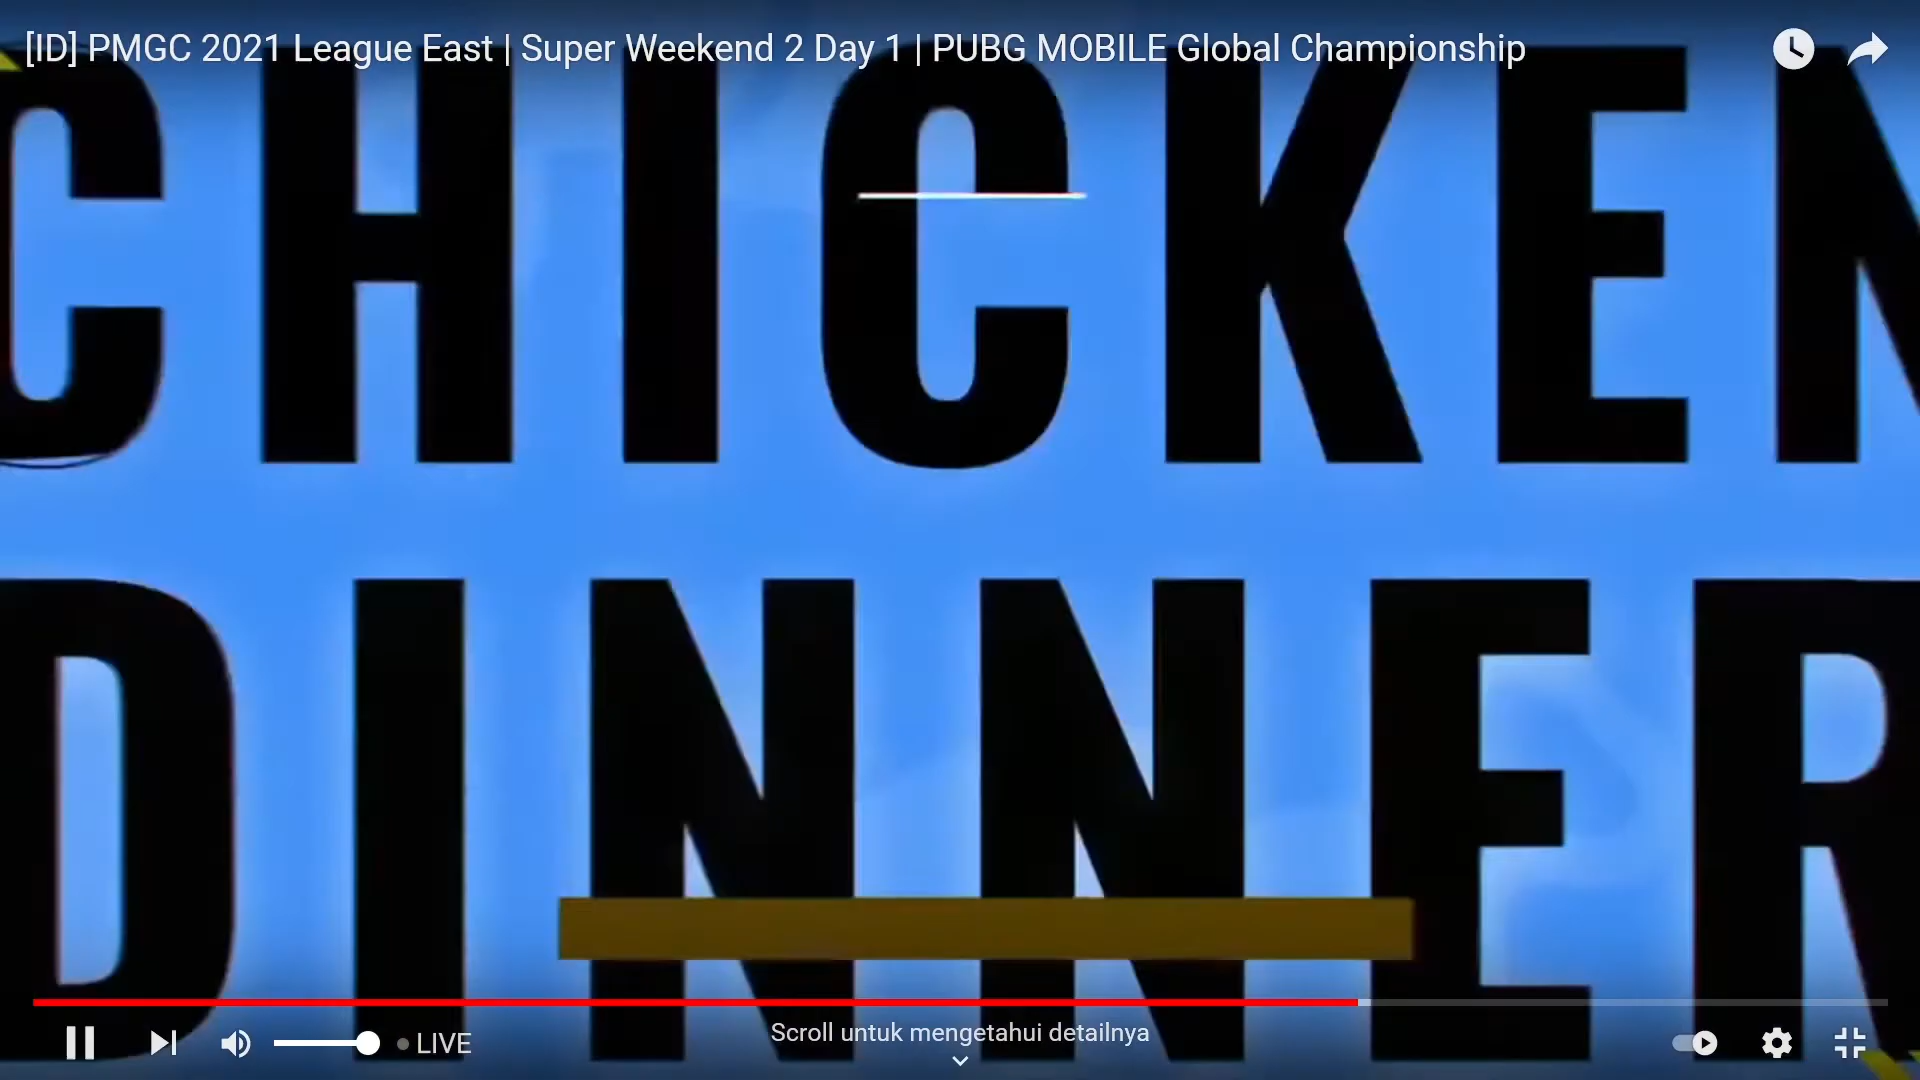 [ID] PMGC 2021 League East | Super Weekend 2 Day 1 | PUBG MOBILE Global Championship
CHICKEN
DINNER
LIVE
Scroll untuk mengetahui detailnya